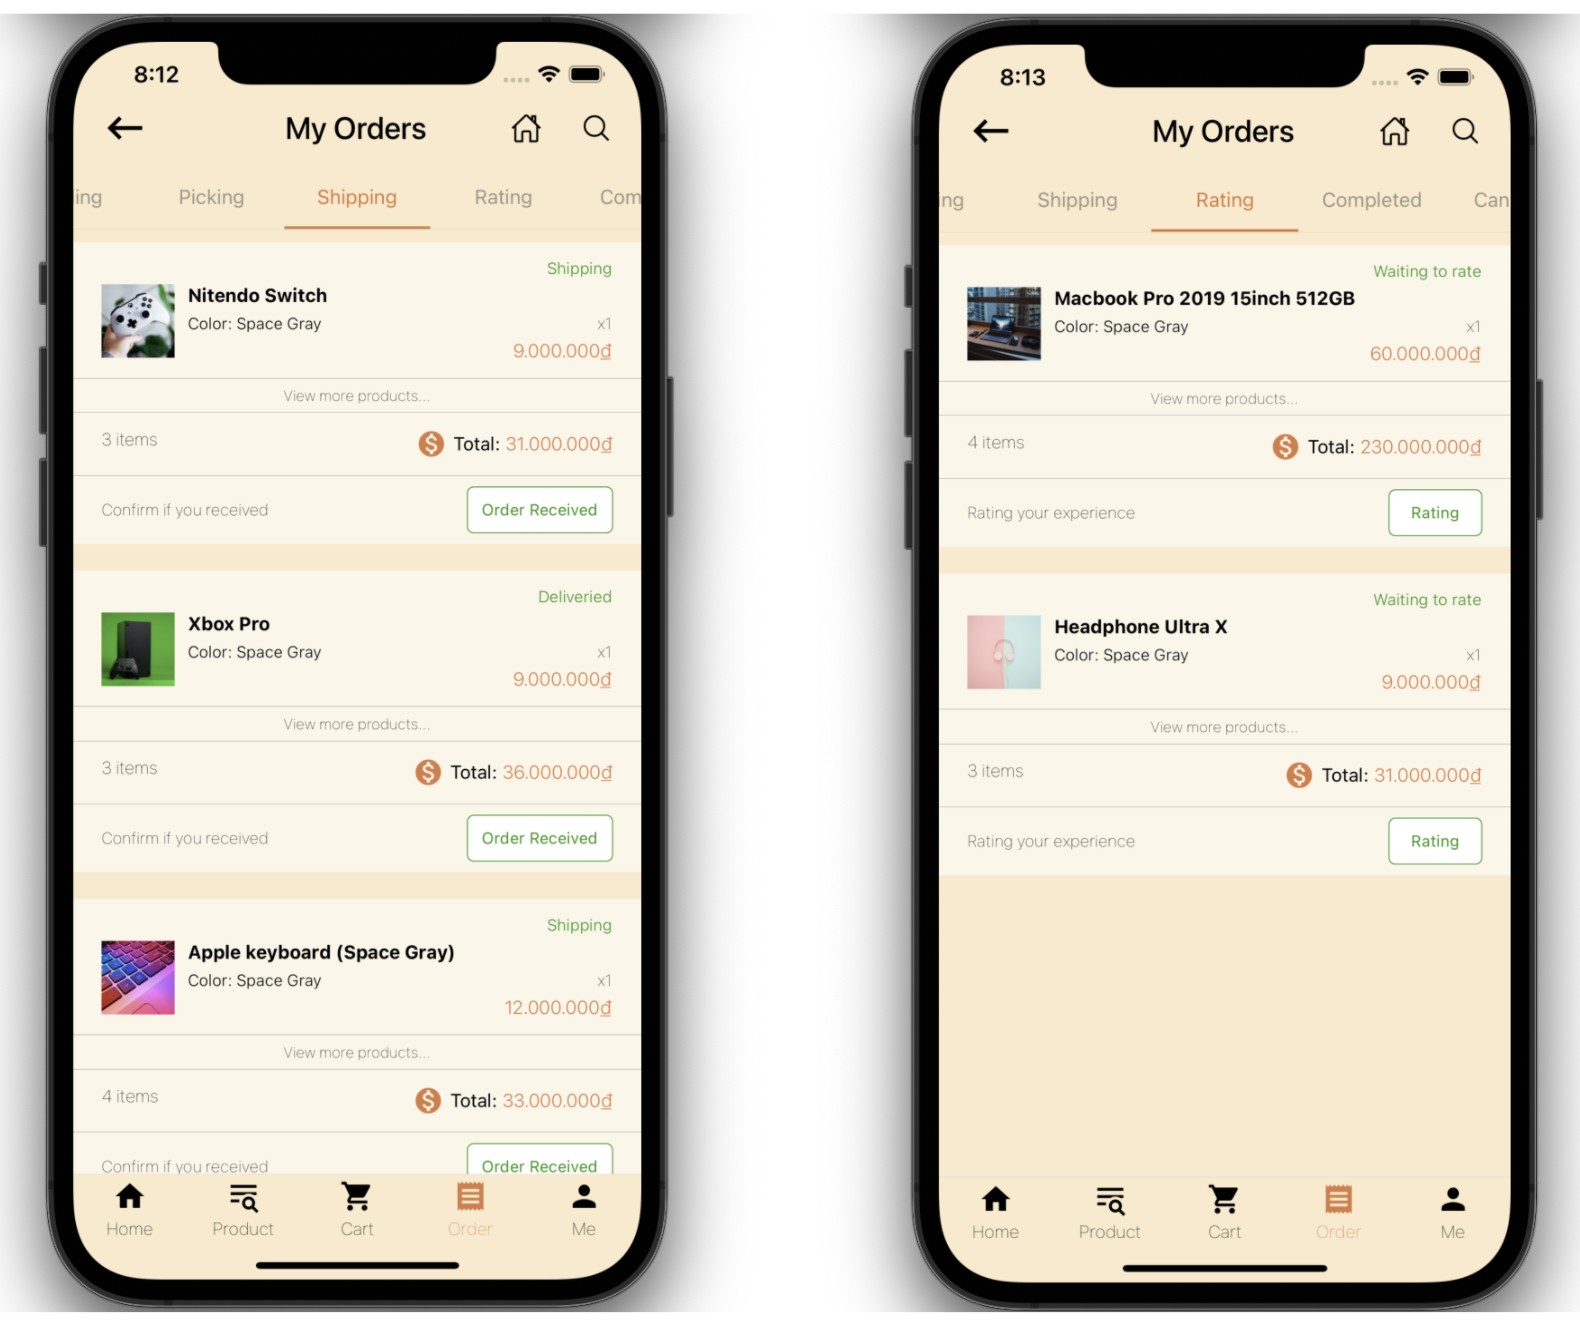 8:12
My Orders
ing Picking Shipping Rating Com
Shipping
Nitendo Switch
Color: Space Gray
x1
9.000.000₫
View more products...
3 items
Total: 31.000.000₫
Confirm if you received
Order Received
Deliveried
Xbox Pro
Color: Space Gray
x1
9.000.000₫
View more products...
3 items
Total: 36.000.000₫
Confirm if you received
Order Received
Shipping
Apple keyboard (Space Gray)
Color: Space Gray
x1
12.000.000₫
View more products...
4 items
Total: 33.000.000₫
Confirm if you received
Order Received
Home Product Cart Order Me
8:13
My Orders
ing Shipping Rating Completed Can
Waiting to rate
Macbook Pro 2019 15inch 512GB
Color: Space Gray
x1
60.000.000₫
View more products...
4 items
Total: 230.000.000₫
Rating your experience
Rating
Waiting to rate
Headphone Ultra X
Color: Space Gray
x1
9.000.000₫
View more products...
3 items
Total: 31.000.000₫
Rating your experience
Rating
Home Product Cart Order Me